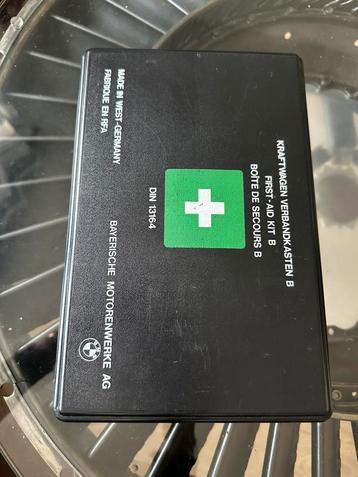 KRAFTWAGEN VERBANDKASTEN B
FIRST-AID KIT B
BOÎTE DE SECOURS B
DIN 13164
MADE IN WEST-GERMANY
FABRIQUE EN RFA
BAYERISCHE MOTORENWERKE AG